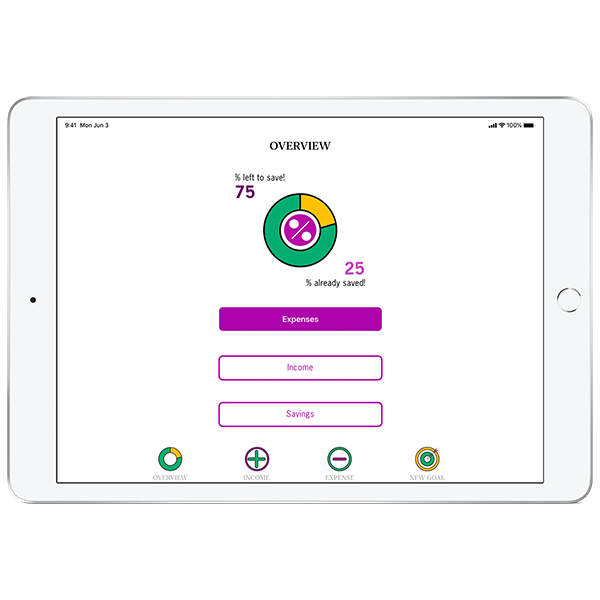 9:41 Mon Jun 3
100%
OVERVIEW
% left to save!
75
25
% already saved!
Expenses
Income
Savings
OVERVIEW INCOME EXPENSE NEW GOAL